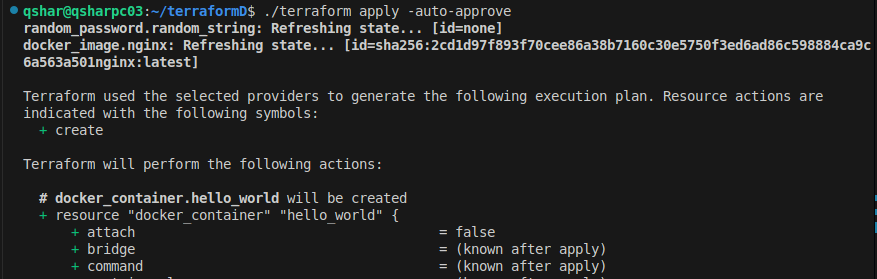 qshar@qsharpc03:~/terraformD$ ./terraform apply -auto-approve
random_password.random_string: Refreshing state... [id=none]
docker_image.nginx: Refreshing state... [id=sha256:2cd1d97f893f70cee86a38b7160c30e5750f3ed6ad86c598884ca9c
6a563a501nginx:latest]
Terraform used the selected providers to generate the following execution plan. Resource actions are
indicated with the following symbols:
+ create
Terraform will perform the following actions:
# docker_container.hello_world will be created
+ resource "docker_container" "hello_world" {
+ attach = false
+ bridge = (known after apply)
+ command = (known after apply)